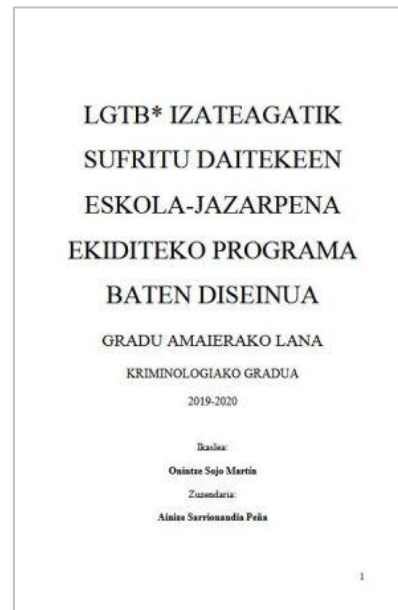 LGTB* IZATEAGATIK
SUFRITU DAITEKEEN
ESKOLA-JAZARPENA
EKIDITEKO PROGRAMA
BATEN DISEINUA
GRADU AMAIERAKO LANA
KRIMINOLOGIAKO GRADUA
2019-2020
Ikaslea:
Onintze Sojo Martín
Zuzendaria:
Ainize Sarrionandia Peña
1